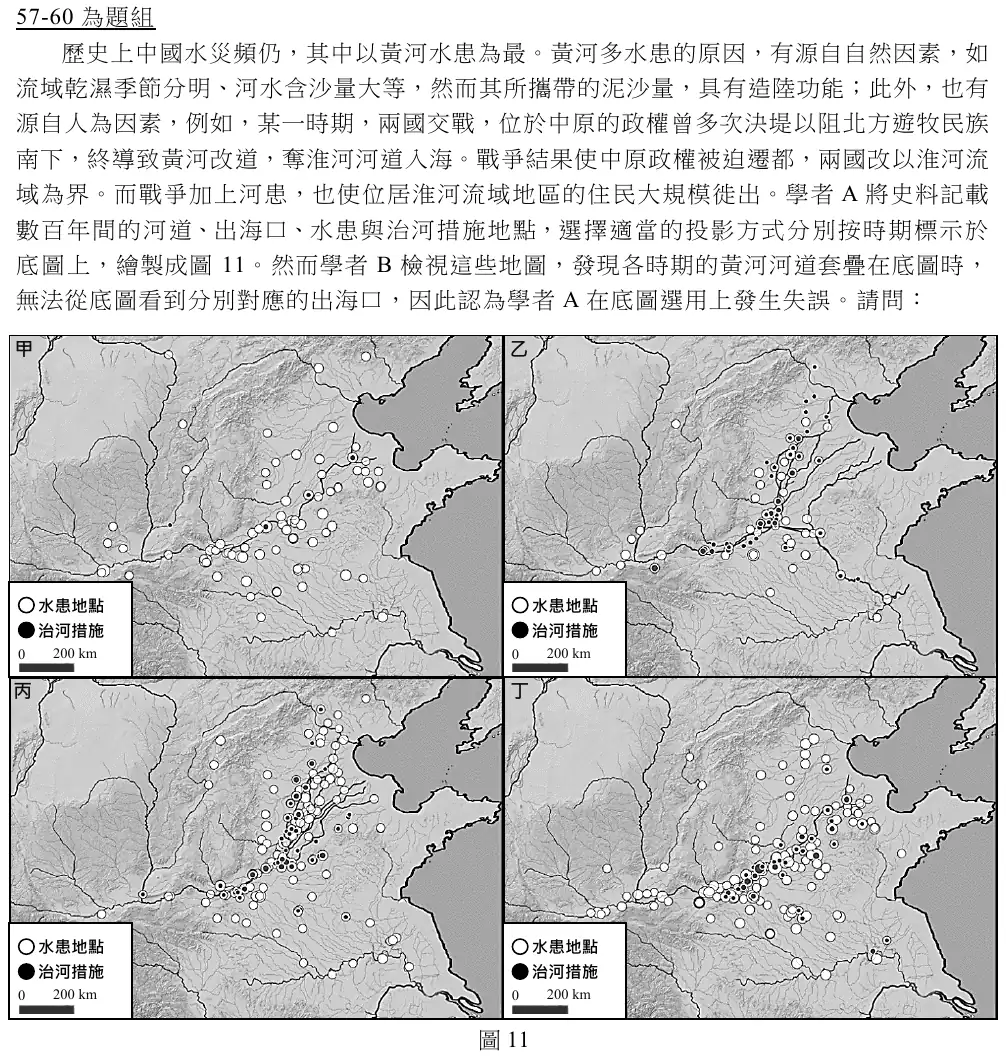 57-60 為題組
歷史上中國水災頻仍，其中以黃河水患為最。黃河多水患的原因，有源自自然因素，如
流域乾濕季節分明、河水含沙量大等，然而其所攜帶的泥沙量，具有造陸功能；此外，也有
源自人為因素，例如，某一時期，兩國交戰，位於中原的政權曾多次決堤以阻北方遊牧民族
南下，終導致黃河改道，奪淮河河道入海。戰爭結果使中原政權被迫遷都，兩國改以淮河流
域為界。而戰爭加上河患，也使位居淮河流域地區的住民大規模徙出。學者 A 將史料記載
數百年間的河道、出海口、水患與治河措施地點，選擇適當的投影方式分別按時期標示於
底圖上，繪製成圖 11。然而學者 B 檢視這些地圖，發現各時期的黃河河道套疊在底圖時，
無法從底圖看到分別對應的出海口，因此認為學者 A 在底圖選用上發生失誤。請問：
甲
水患地點
治河措施
0 200 km
乙
水患地點
治河措施
0 200 km
丙
水患地點
治河措施
0 200 km
丁
水患地點
治河措施
0 200 km
圖 11